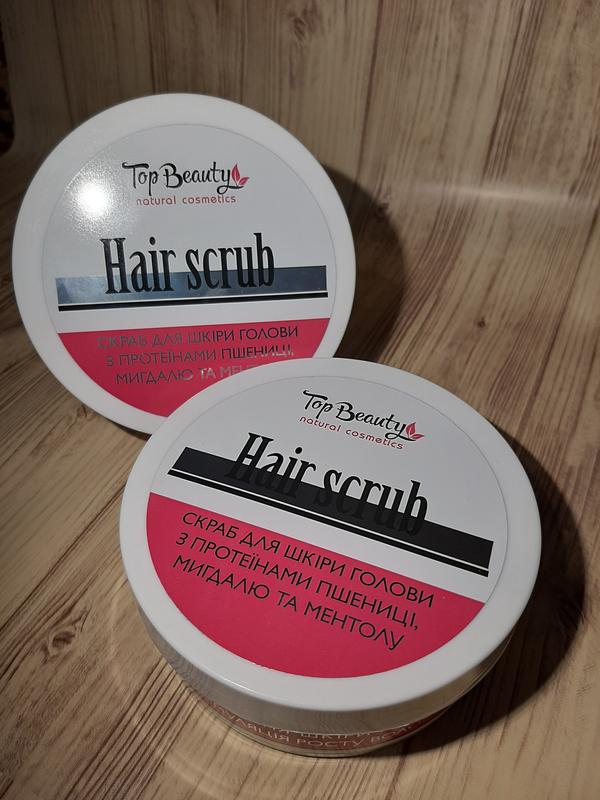 Top Beauty
natural cosmetics
Hair scrub
СКРАБ ДЛЯ ШКІРИ ГОЛОВИ
З ПРОТЕЇНАМИ ПШЕНИЦІ,
МИГДАЛЮ ТА
Top Beauty
natural cosmetics
Hair scrub
СКРАБ ДЛЯ ШКІРИ ГОЛОВИ
З ПРОТЕЇНАМИ ПШЕНИЦІ,
МИГДАЛЮ ТА МЕНТОЛУ
РОСТУ